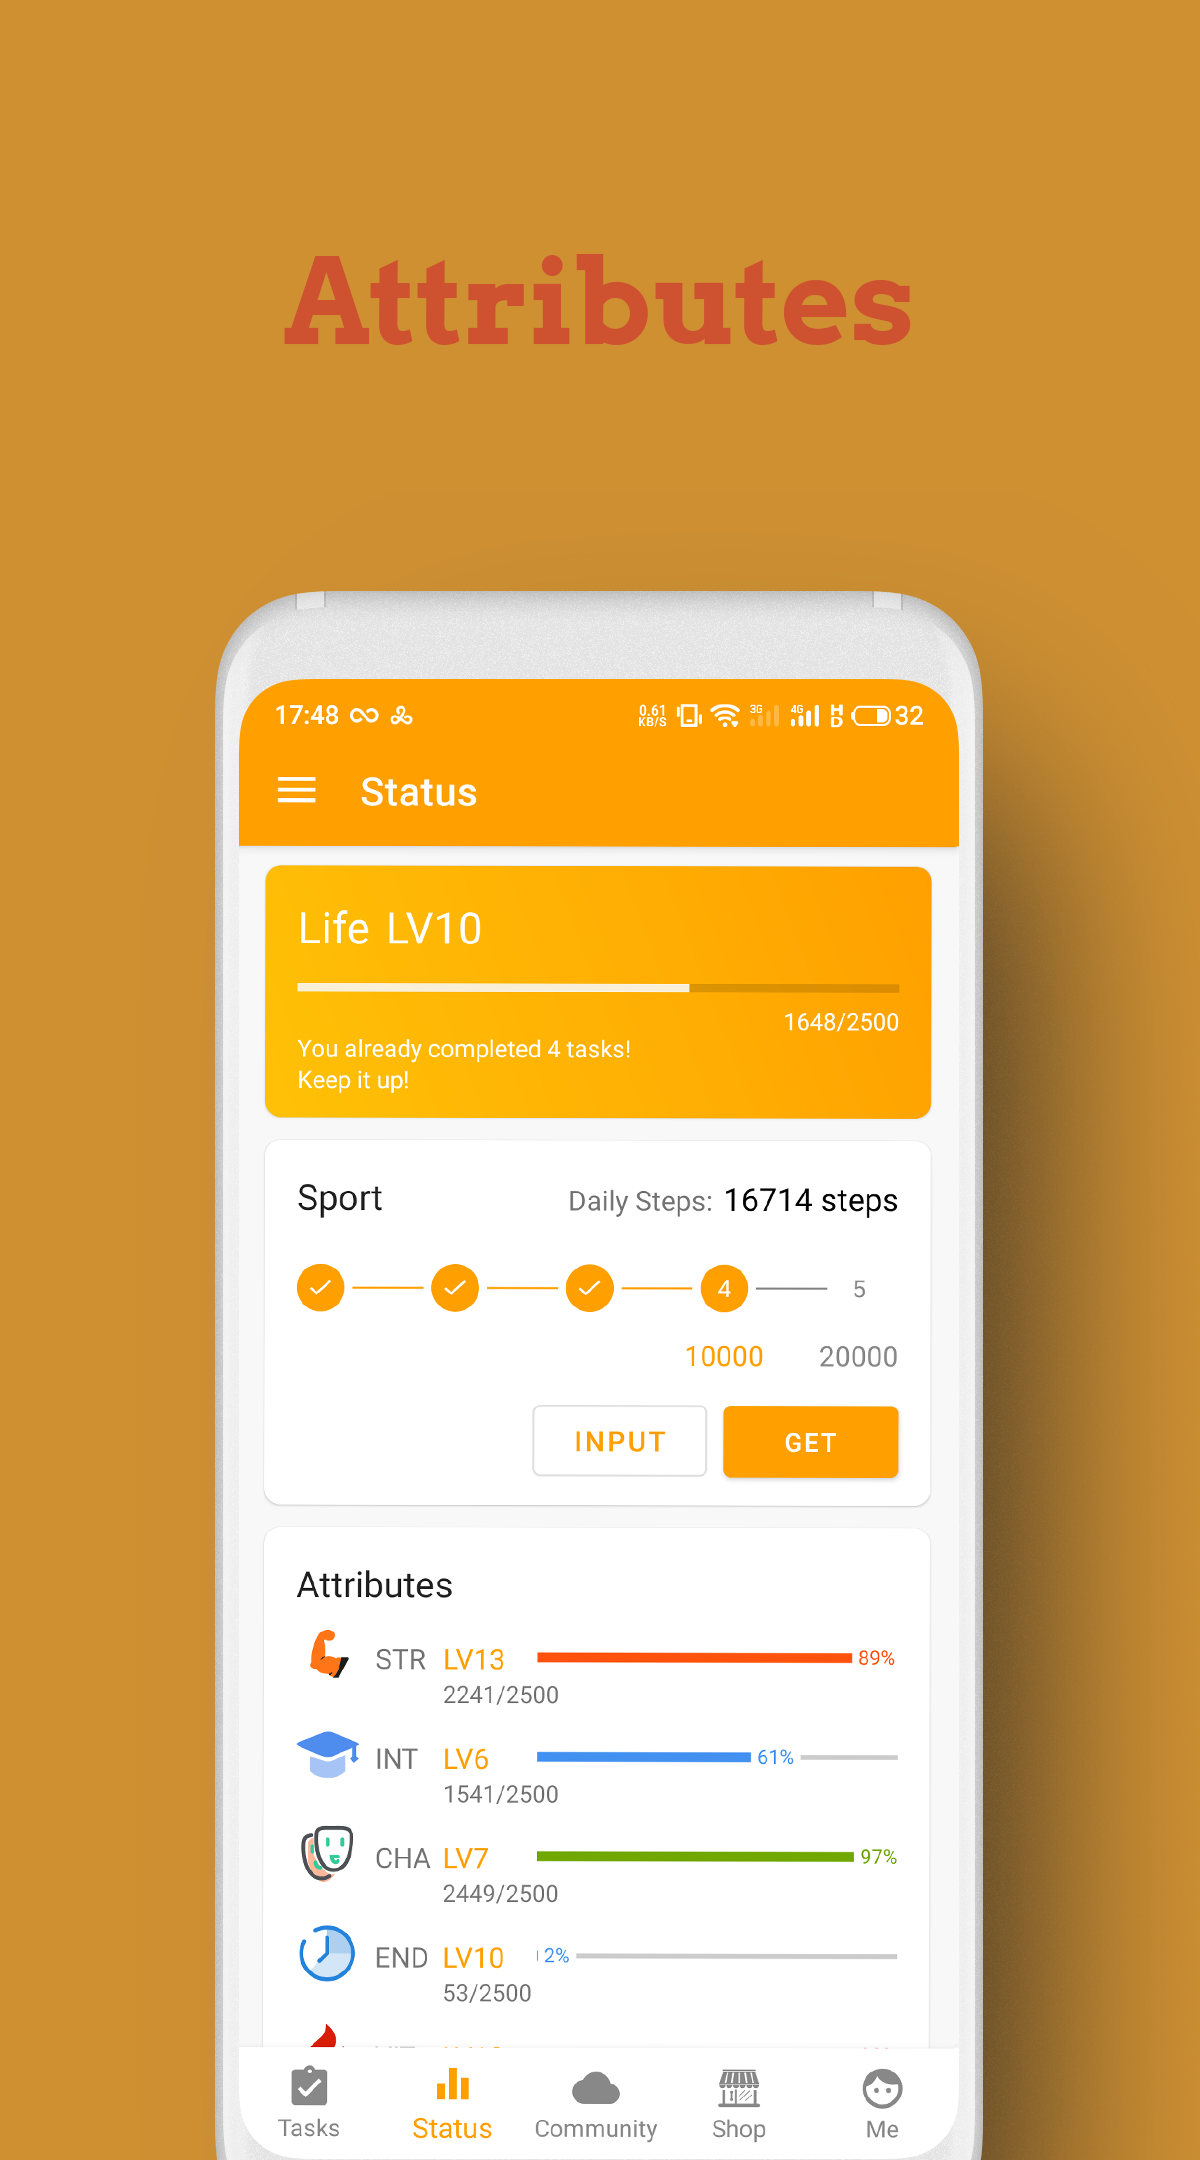 Attributes
17:48 0.61 KB/S 3G 4G HD 32
Status
Life LV10
1648/2500
You already completed 4 tasks!
Keep it up!
Sport Daily Steps: 16714 steps
4 5
10000 20000
INPUT GET
Attributes
STR LV13 89%
2241/2500
INT LV6 61%
1541/2500
CHA LV7 97%
2449/2500
END LV10 2%
53/2500
Tasks Status Community Shop Me